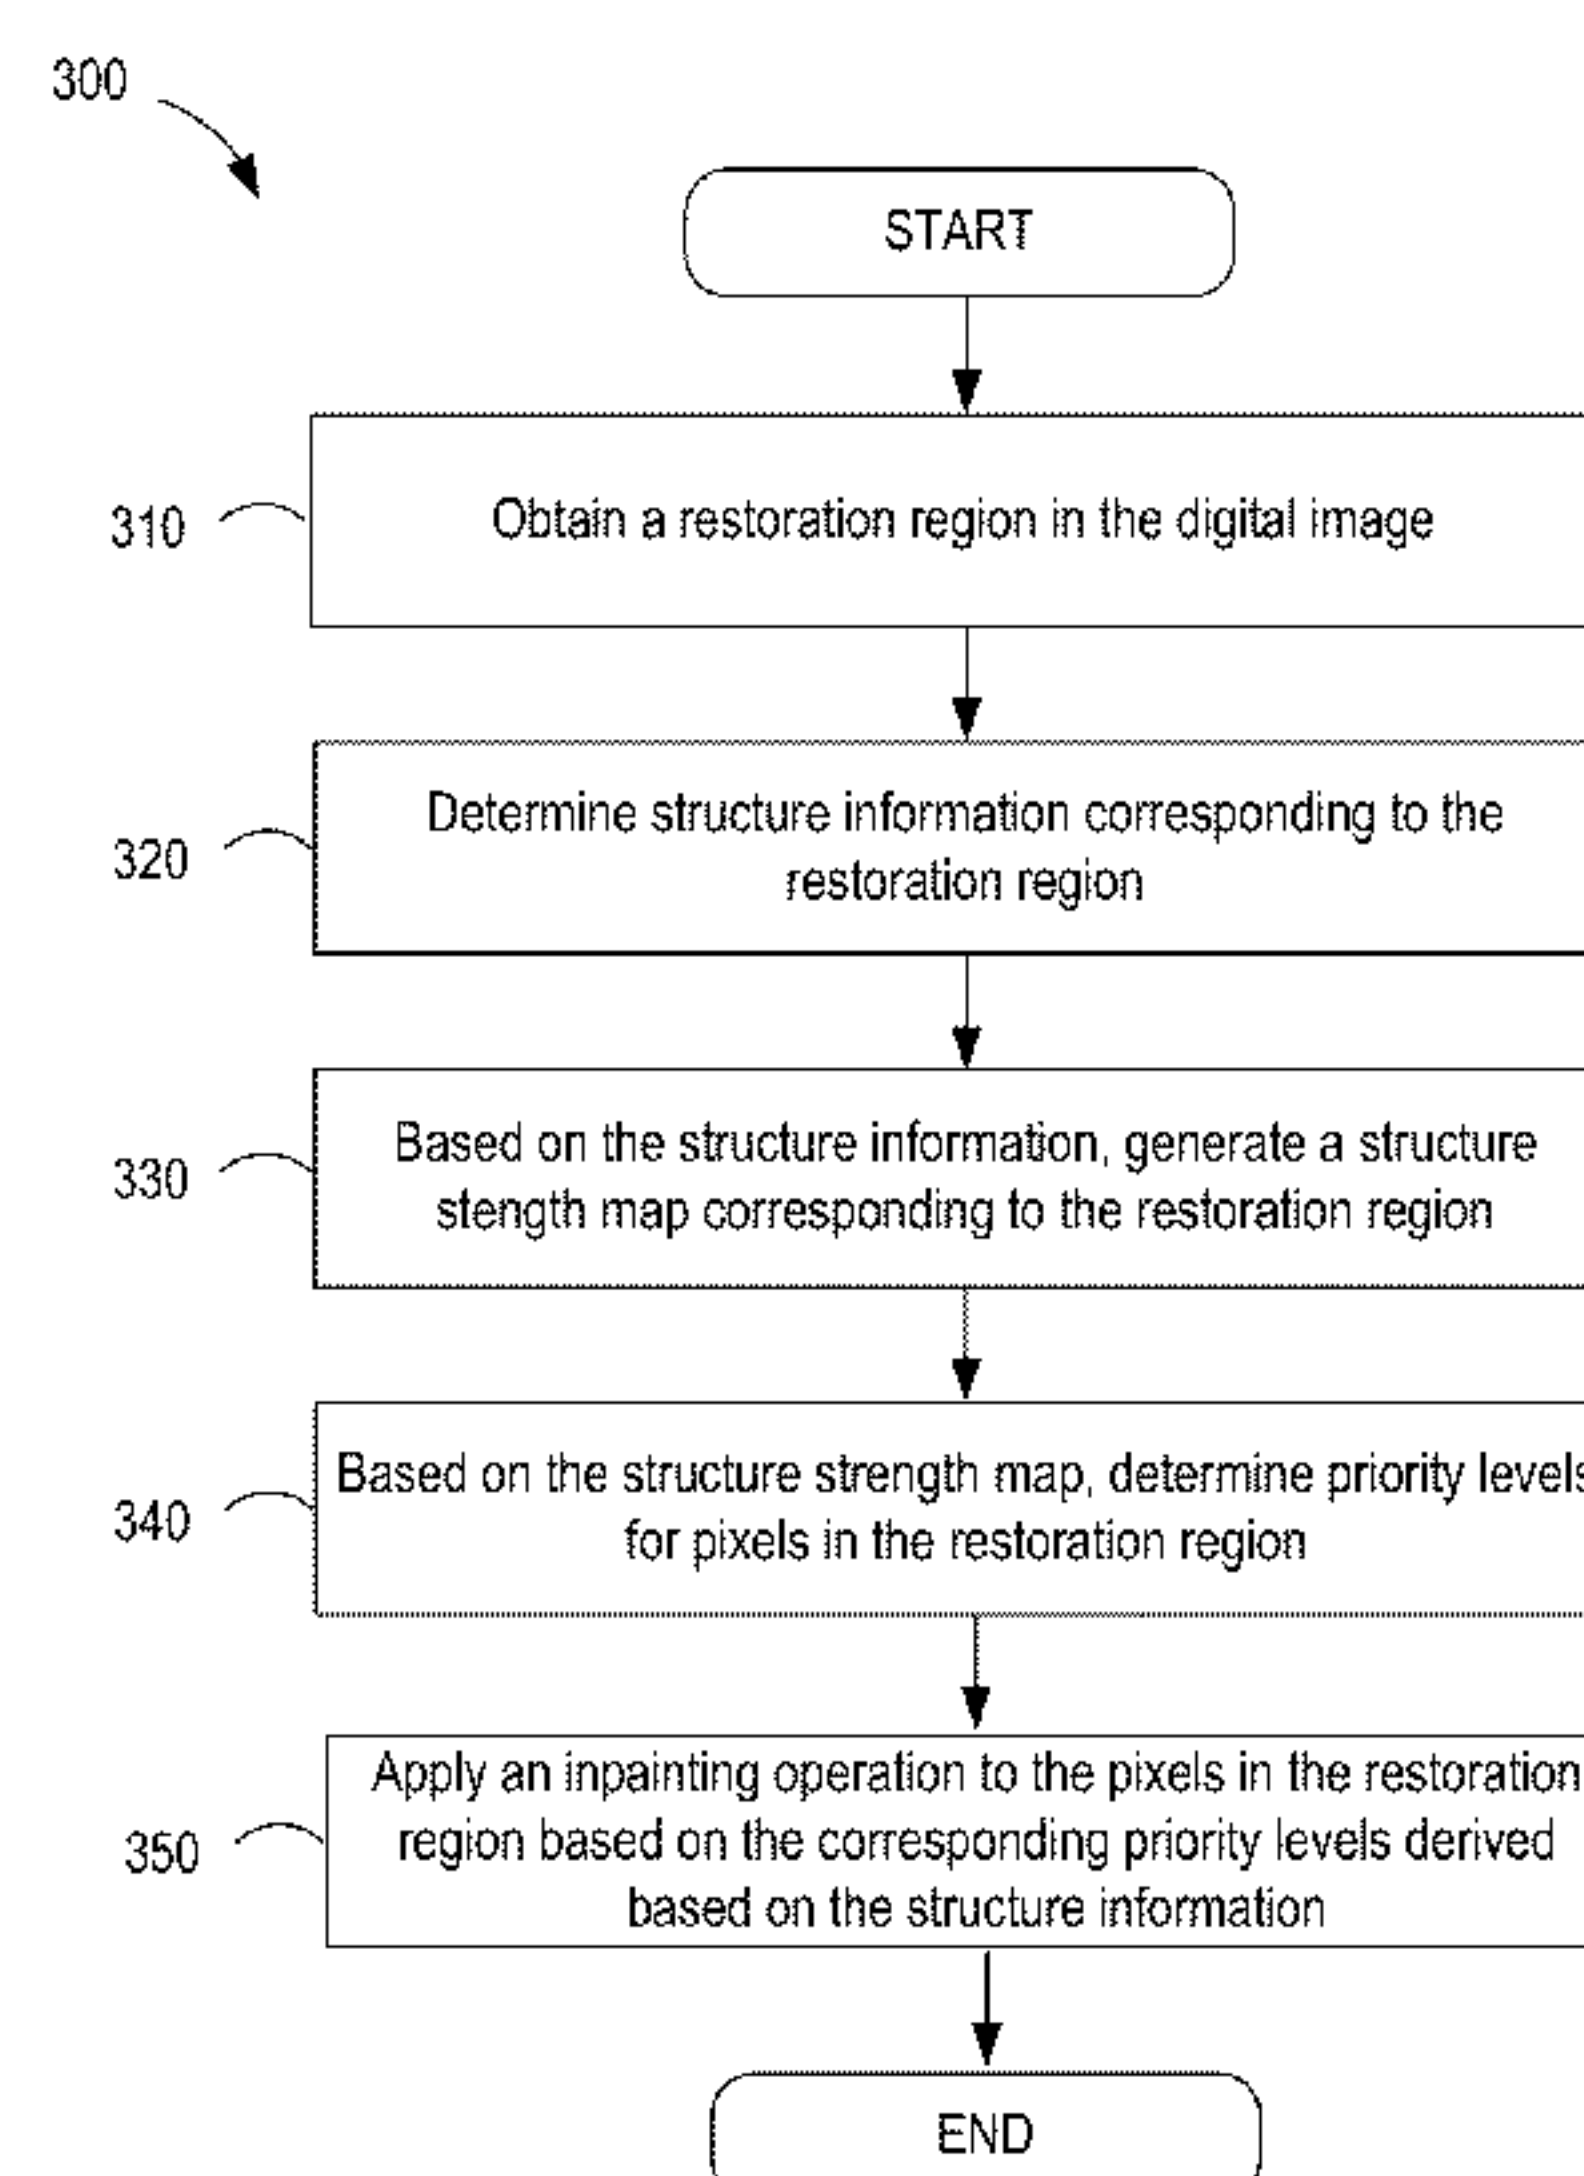 300
START
310
Obtain a restoration region in the digital image
320
Determine structure information corresponding to the
restoration region
330
Based on the structure information, generate a structure
stength map corresponding to the restoration region
340
Based on the structure strength map, determine priority levels
for pixels in the restoration region
350
Apply an inpainting operation to the pixels in the restoration
region based on the corresponding priority levels derived
based on the structure information
END